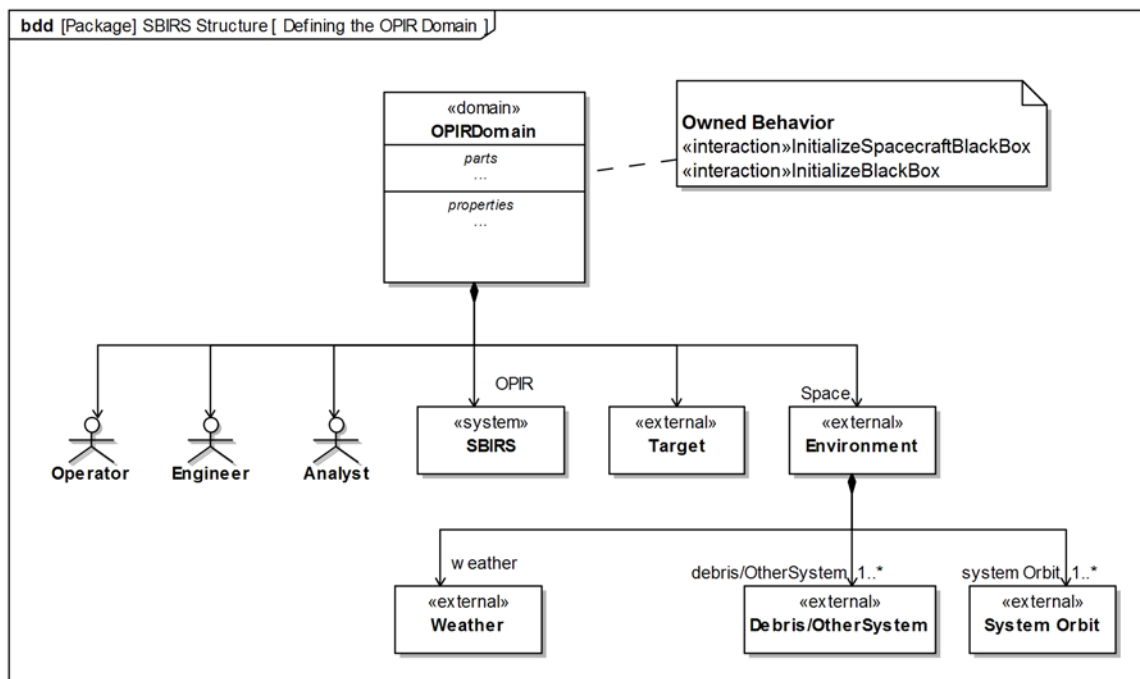 bdd [Package] SBIRS Structure [ Defining the OPIR Domain ]
«domain»
OPIRDomain
parts
...
properties
...
Owned Behavior
«interaction»InitializeSpacecraftBlackBox
«interaction»InitializeBlackBox
OPIR
Space
Operator
Engineer
Analyst
«system»
SBIRS
«external»
Target
«external»
Environment
weather
debris/OtherSystem 1..*
system Orbit 1..*
«external»
Weather
«external»
Debris/OtherSystem
«external»
System Orbit